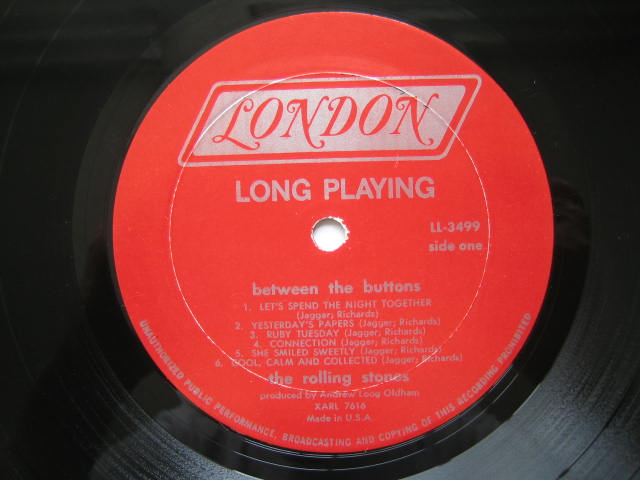 LONDON
LONG PLAYING
LL-3499
side one
between the buttons
1. LET'S SPEND THE NIGHT TOGETHER
(Jagger; Richards)
2. YESTERDAY'S PAPERS (Jagger; Richards)
3. RUBY TUESDAY (Jagger; Richards)
4. CONNECTION (Jagger; Richards)
5. SHE SMILED SWEETLY (Jagger; Richards)
6. COOL, CALM AND COLLECTED (Jagger; Richards)
the rolling stones
produced by Andrew Loog Oldham
XARL 7616
Made in U.S.A.
UNAUTHORIZED PUBLIC PERFORMANCE, BROADCASTING AND COPYING OF THIS RECORDING PROHIBITED